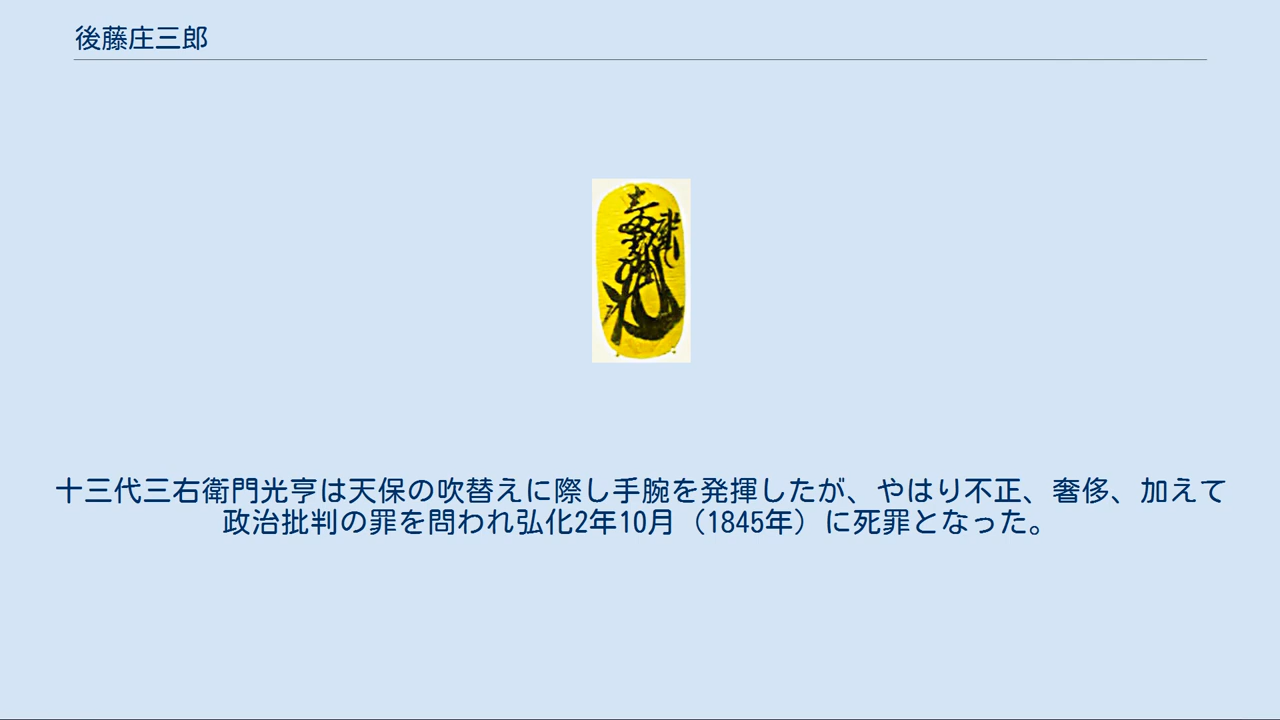 後藤庄三郎
十三代三右衛門光亨は天保の吹替えに際し手腕を発揮したが、やはり不正、奢侈、加えて
政治批判の罪を問われ弘化2年10月（1845年）に死罪となった。